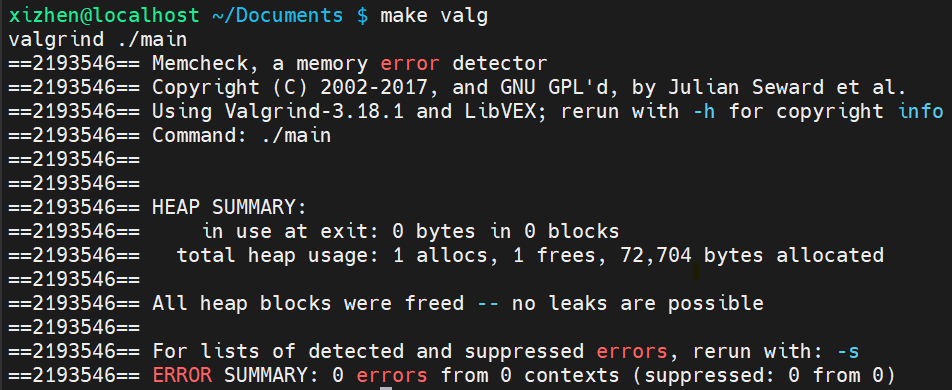 xizhen@localhost ~/Documents $ make valg
valgrind ./main
==2193546== Memcheck, a memory error detector
==2193546== Copyright (C) 2002-2017, and GNU GPL'd, by Julian Seward et al.
==2193546== Using Valgrind-3.18.1 and LibVEX; rerun with -h for copyright info
==2193546== Command: ./main
==2193546==
==2193546==
==2193546== HEAP SUMMARY:
==2193546==     in use at exit: 0 bytes in 0 blocks
==2193546==   total heap usage: 1 allocs, 1 frees, 72,704 bytes allocated
==2193546==
==2193546== All heap blocks were freed -- no leaks are possible
==2193546==
==2193546== For lists of detected and suppressed errors, rerun with: -s
==2193546== ERROR SUMMARY: 0 errors from 0 contexts (suppressed: 0 from 0)